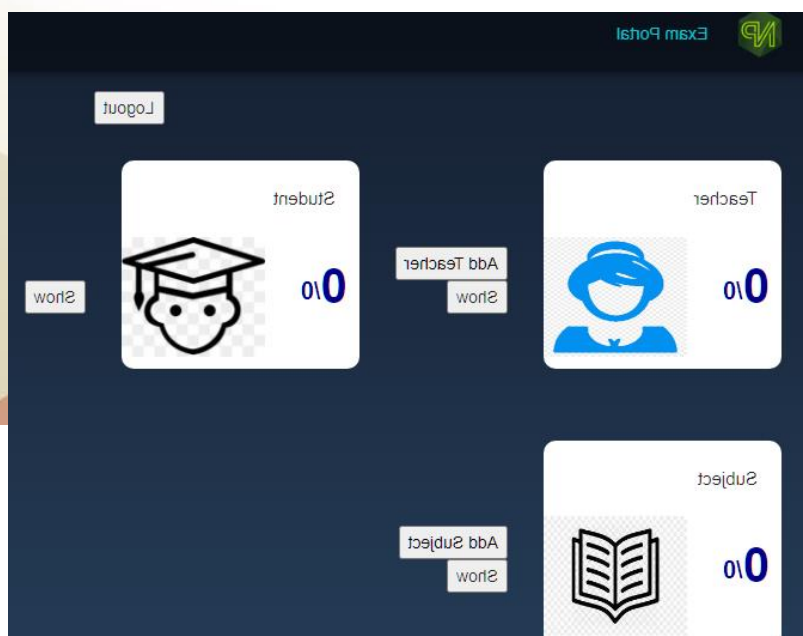 NP Exam Portal
Logout
Teacher
0/0
Add Teacher
Show
Student
0/0
Show
Subject
0/0
Add Subject
Show